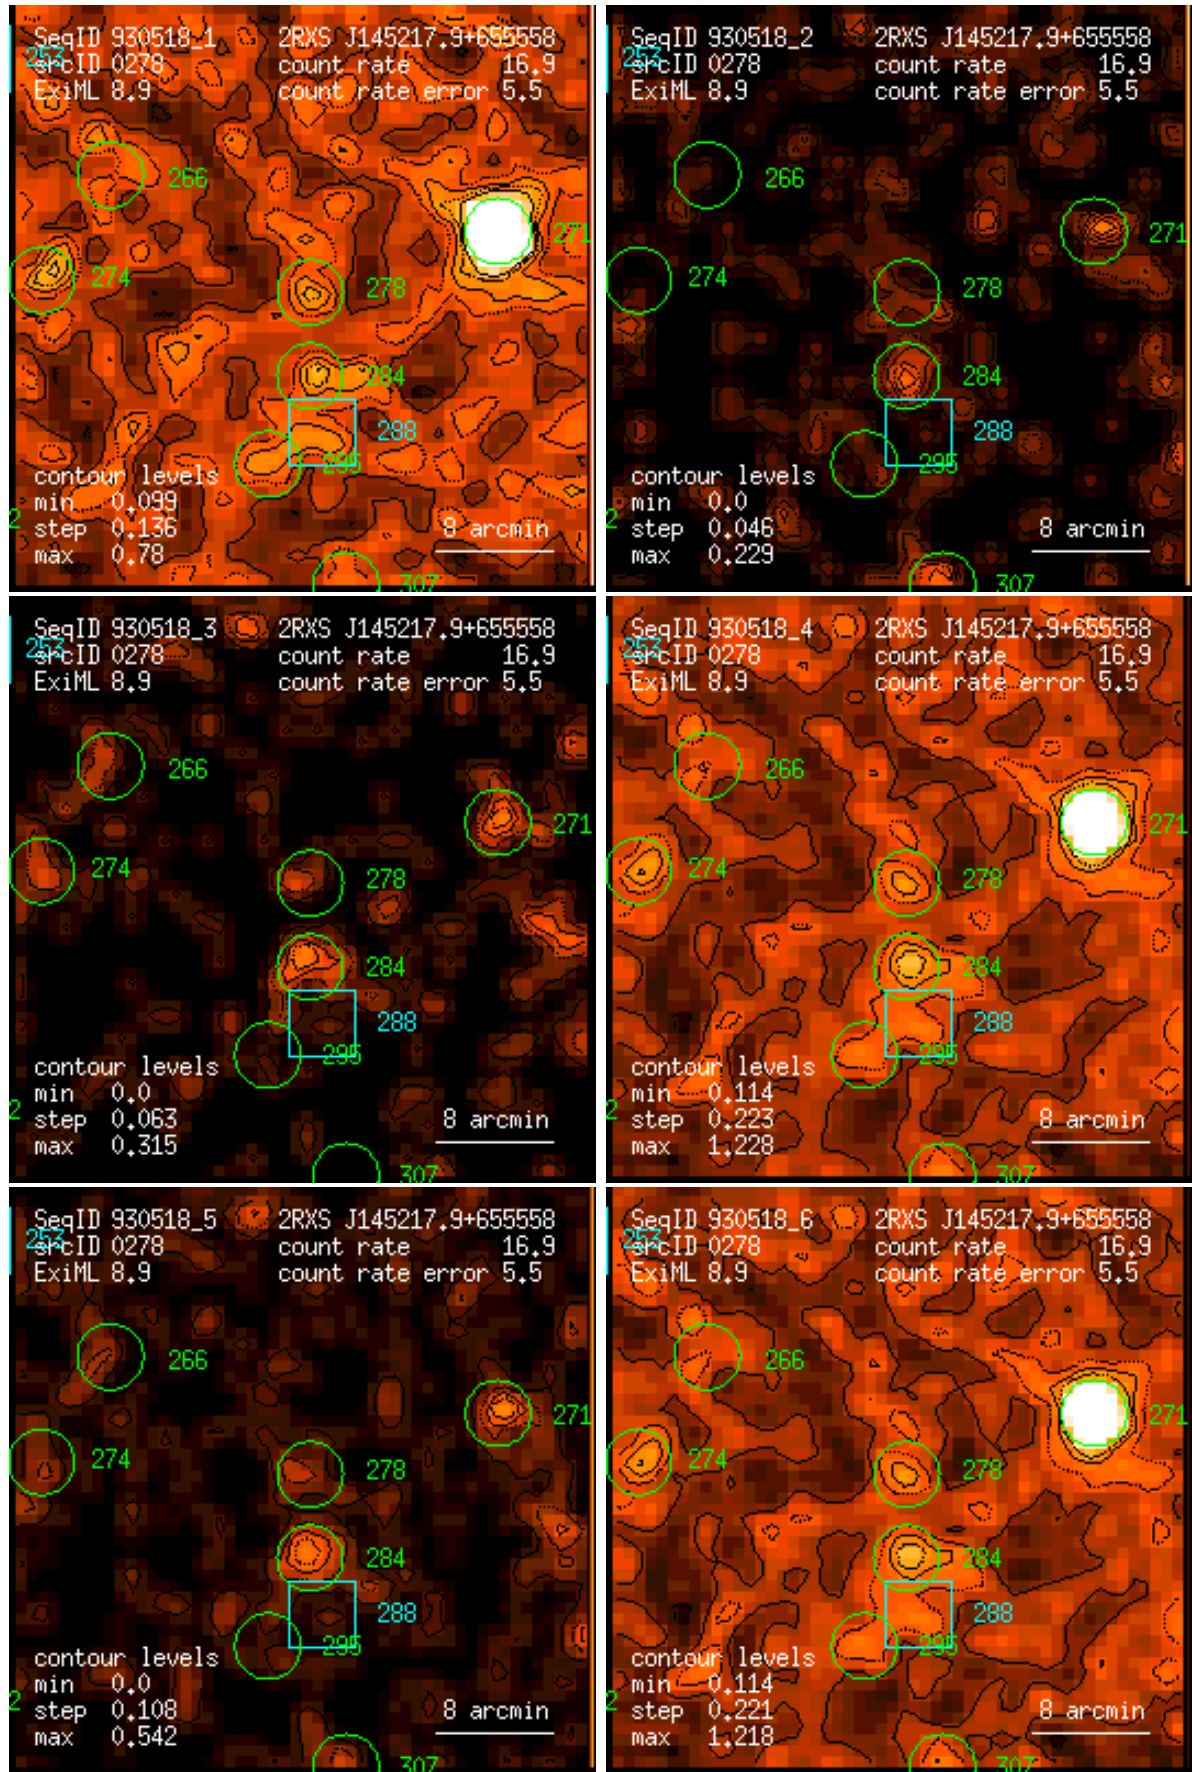 SeqID 930518_1 2RXS J145217.9+655558
253
srcID 0278 count rate 16.9
ExiML 8.9 count rate error 5.5
266
271
274
278
284
288
295
contour levels
min 0.099
2
step 0.136 8 arcmin
max 0.78
307
SeqID 930518_2 2RXS J145217.9+655558
253
srcID 0278 count rate 16.9
ExiML 8.9 count rate error 5.5
266
271
274
278
284
288
295
contour levels
min 0.0
2
step 0.046 8 arcmin
max 0.229
307
SeqID 930518_3 2RXS J145217.9+655558
253
srcID 0278 count rate 16.9
ExiML 8.9 count rate error 5.5
266
271
274
278
284
288
295
contour levels
min 0.0
2
step 0.063 8 arcmin
max 0.315
307
SeqID 930518_4 2RXS J145217.9+655558
253
srcID 0278 count rate 16.9
ExiML 8.9 count rate error 5.5
266
271
274
278
284
288
295
contour levels
min 0.114
2
step 0.223 8 arcmin
max 1.228
307
SeqID 930518_5 2RXS J145217.9+655558
253
srcID 0278 count rate 16.9
ExiML 8.9 count rate error 5.5
266
271
274
278
284
288
295
contour levels
min 0.0
2
step 0.108 8 arcmin
max 0.542
307
SeqID 930518_6 2RXS J145217.9+655558
253
srcID 0278 count rate 16.9
ExiML 8.9 count rate error 5.5
266
271
274
278
284
288
295
contour levels
min 0.114
2
step 0.221 8 arcmin
max 1.218
307